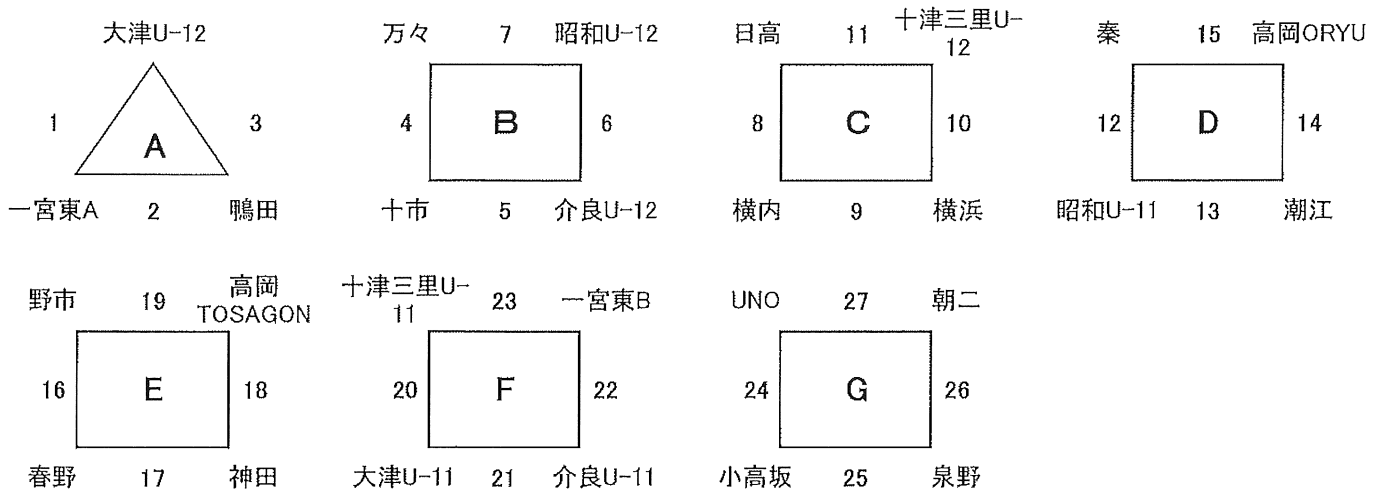 大津U-12
1 3
A
一宮東A 2 鴨田
万々 7 昭和U-12
4 B 6
十市 5 介良U-12
日高 11 十津三里U-
12
8 C 10
横内 9 横浜
秦 15 高岡ORYU
12 D 14
昭和U-11 13 潮江
野市 19 高岡
TOSAGON
16 E 18
春野 17 神田
十津三里U-
11 23 一宮東B
20 F 22
大津U-11 21 介良U-11
UNO 27 朝二
24 G 26
小高坂 25 泉野